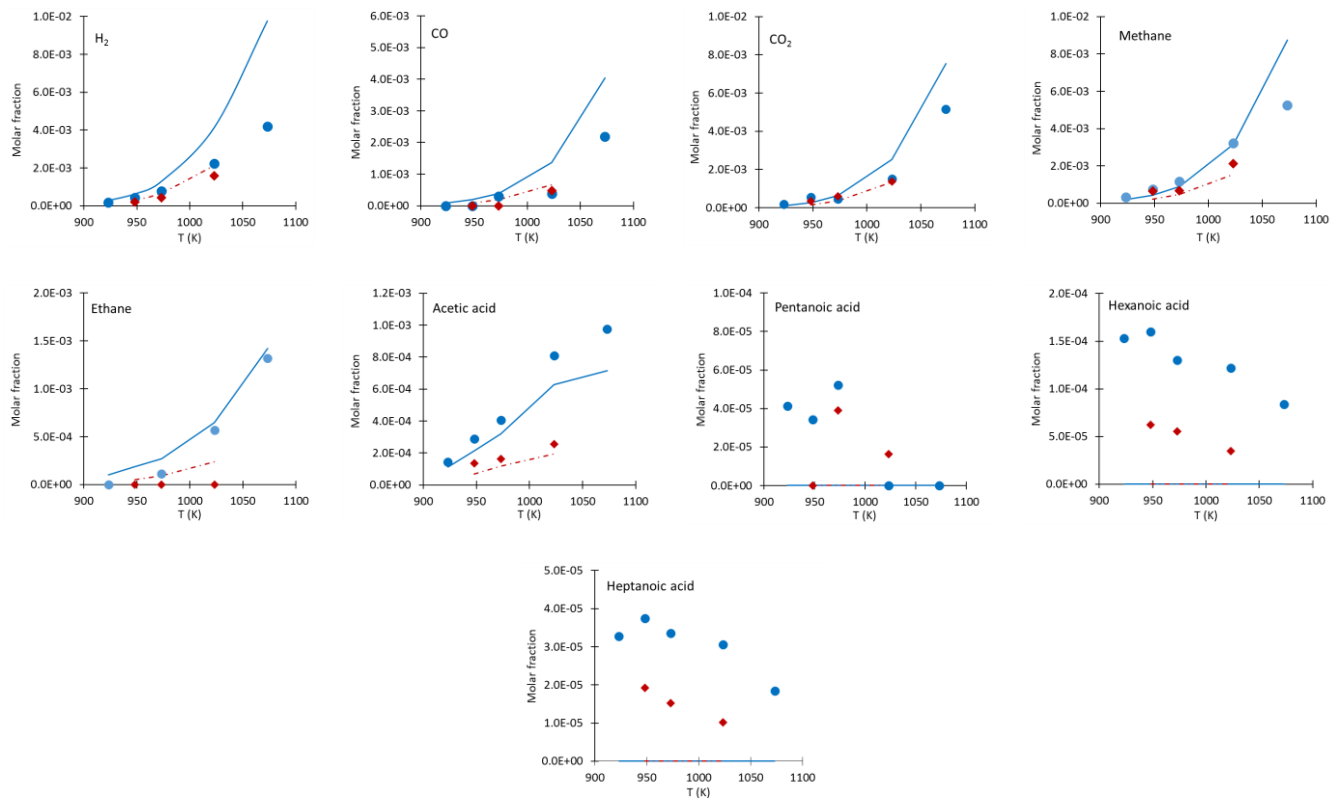 H2
Molar fraction
1.0E-02
8.0E-03
6.0E-03
4.0E-03
2.0E-03
0.0E+00
900 950 1000 1050 1100
T (K)
CO
Molar fraction
6.0E-03
5.0E-03
4.0E-03
3.0E-03
2.0E-03
1.0E-03
0.0E+00
900 950 1000 1050 1100
T (K)
CO2
Molar fraction
1.0E-02
8.0E-03
6.0E-03
4.0E-03
2.0E-03
0.0E+00
900 950 1000 1050 1100
T (K)
Methane
Molar fraction
1.0E-02
8.0E-03
6.0E-03
4.0E-03
2.0E-03
0.0E+00
900 950 1000 1050 1100
T (K)
Ethane
Molar fraction
2.0E-03
1.5E-03
1.0E-03
5.0E-04
0.0E+00
900 950 1000 1050 1100
T (K)
Acetic acid
Molar fraction
1.2E-03
1.0E-03
8.0E-04
6.0E-04
4.0E-04
2.0E-04
0.0E+00
900 950 1000 1050 1100
T (K)
Pentanoic acid
Molar fraction
1.0E-04
8.0E-05
6.0E-05
4.0E-05
2.0E-05
0.0E+00
900 950 1000 1050 1100
T (K)
Hexanoic acid
Molar fraction
2.0E-04
1.5E-04
1.0E-04
5.0E-05
0.0E+00
900 950 1000 1050 1100
T (K)
Heptanoic acid
Molar fraction
5.0E-05
4.0E-05
3.0E-05
2.0E-05
1.0E-05
0.0E+00
900 950 1000 1050 1100
T (K)